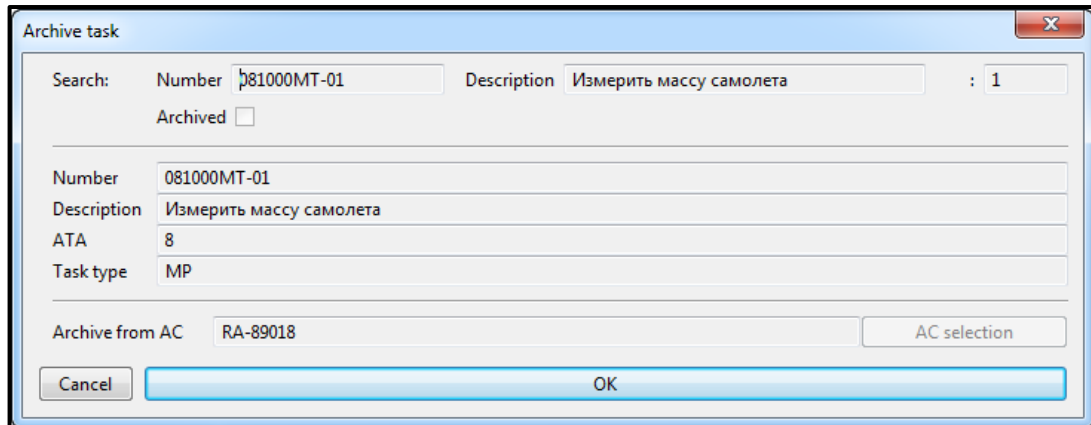 Archive task
Search: Number 081000MT-01 Description Измерить массу самолета : 1
Archived
Number 081000MT-01
Description Измерить массу самолета
ATA 8
Task type MP
Archive from AC RA-89018 AC selection
Cancel OK